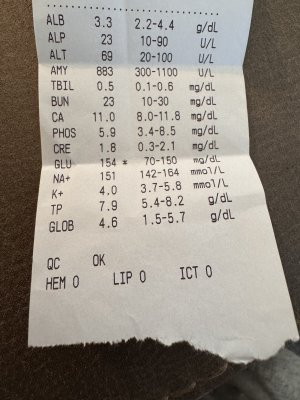 ALB 3.3 2.2-4.4 g/dL
ALP 23 10-90 U/L
ALT 69 20-100 U/L
AMY 883 300-1100 U/L
TBIL 0.5 0.1-0.6 mg/dL
BUN 23 10-30 mg/dL
CA 11.0 8.0-11.8 mg/dL
PHOS 5.9 3.4-8.5 mg/dL
CRE 1.8 0.3-2.1 mg/dL
GLU 154 * 70-150 mg/dL
NA+ 151 142-164 mmol/L
K+ 4.0 3.7-5.8 mmol/L
TP 7.9 5.4-8.2 g/dL
GLOB 4.6 1.5-5.7 g/dL
QC OK
HEM 0 LIP 0 ICT 0